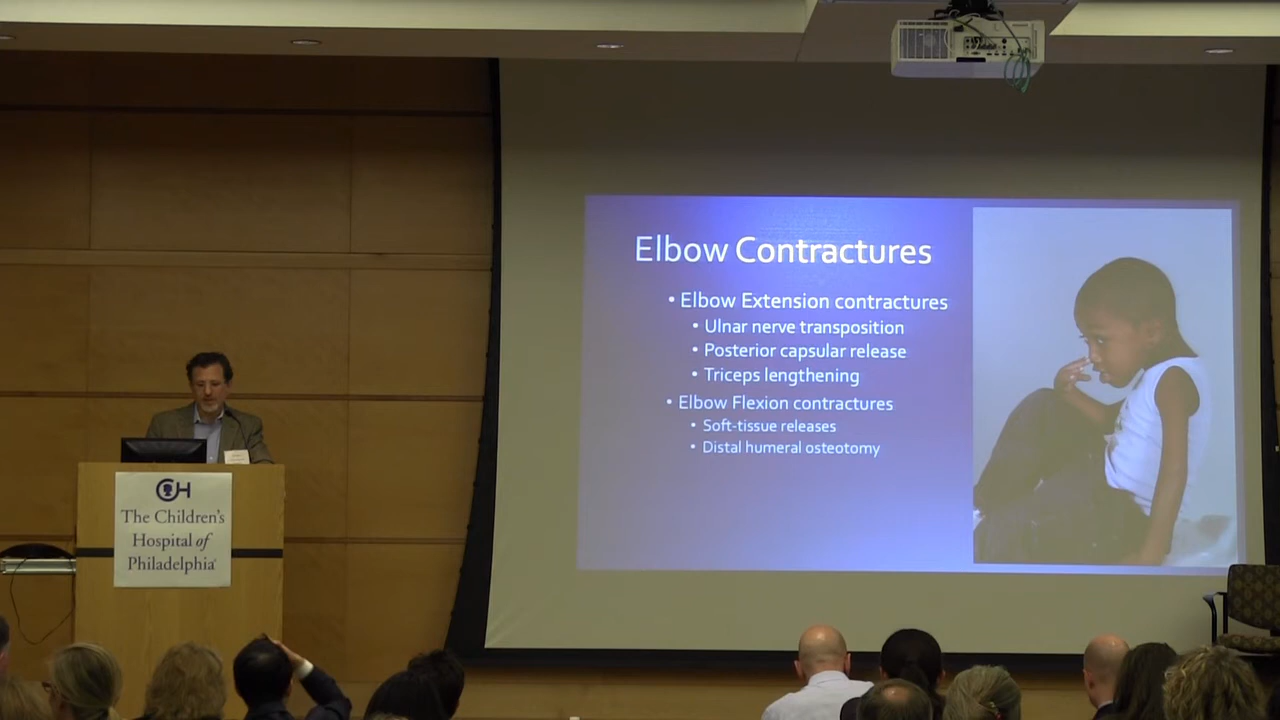 Elbow Contractures
• Elbow Extension contractures
• Ulnar nerve transposition
• Posterior capsular release
• Triceps lengthening
• Elbow Flexion contractures
• Soft-tissue releases
• Distal humeral osteotomy
CH
The Children's
Hospital of
Philadelphia